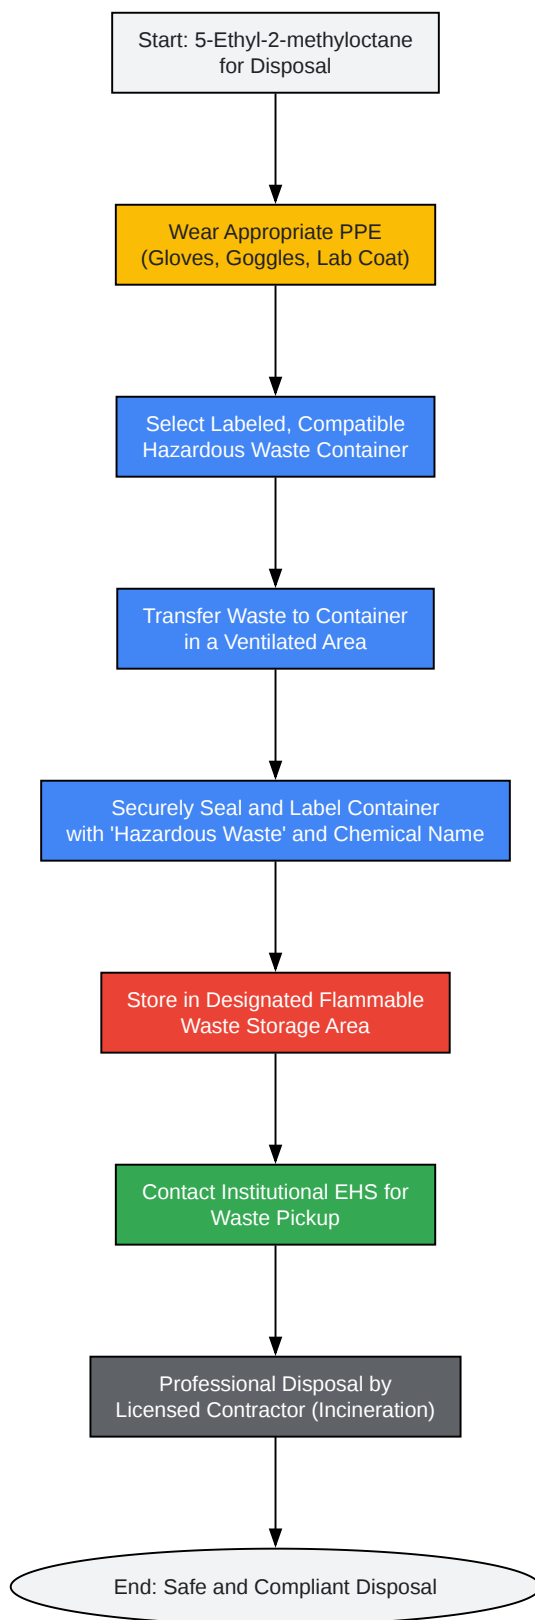 Start: 5-Ethyl-2-methyloctane
for Disposal
Wear Appropriate PPE
(Gloves, Goggles, Lab Coat)
Select Labeled, Compatible
Hazardous Waste Container
Transfer Waste to Container
in a Ventilated Area
Securely Seal and Label Container
with 'Hazardous Waste' and Chemical Name
Store in Designated Flammable
Waste Storage Area
Contact Institutional EHS for
Waste Pickup
Professional Disposal by
Licensed Contractor (Incineration)
End: Safe and Compliant Disposal